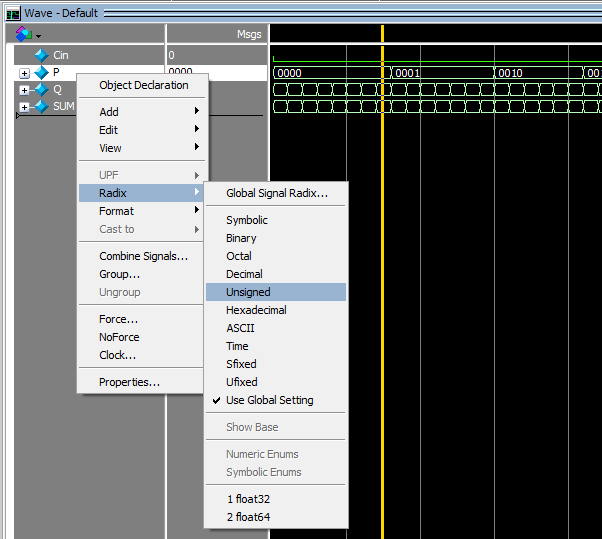 Wave - Default
Msgs
Cin 0
P 0000 0000 0001 0010 00
Q
SUM
Object Declaration
Add
Edit
View
UPF
Radix
Format
Cast to
Combine Signals...
Group...
Ungroup
Force...
NoForce
Clock...
Properties...
Global Signal Radix...
Symbolic
Binary
Octal
Decimal
Unsigned
Hexadecimal
ASCII
Time
Sfixed
Ufixed
Use Global Setting
Show Base
Numeric Enums
Symbolic Enums
1 float32
2 float64